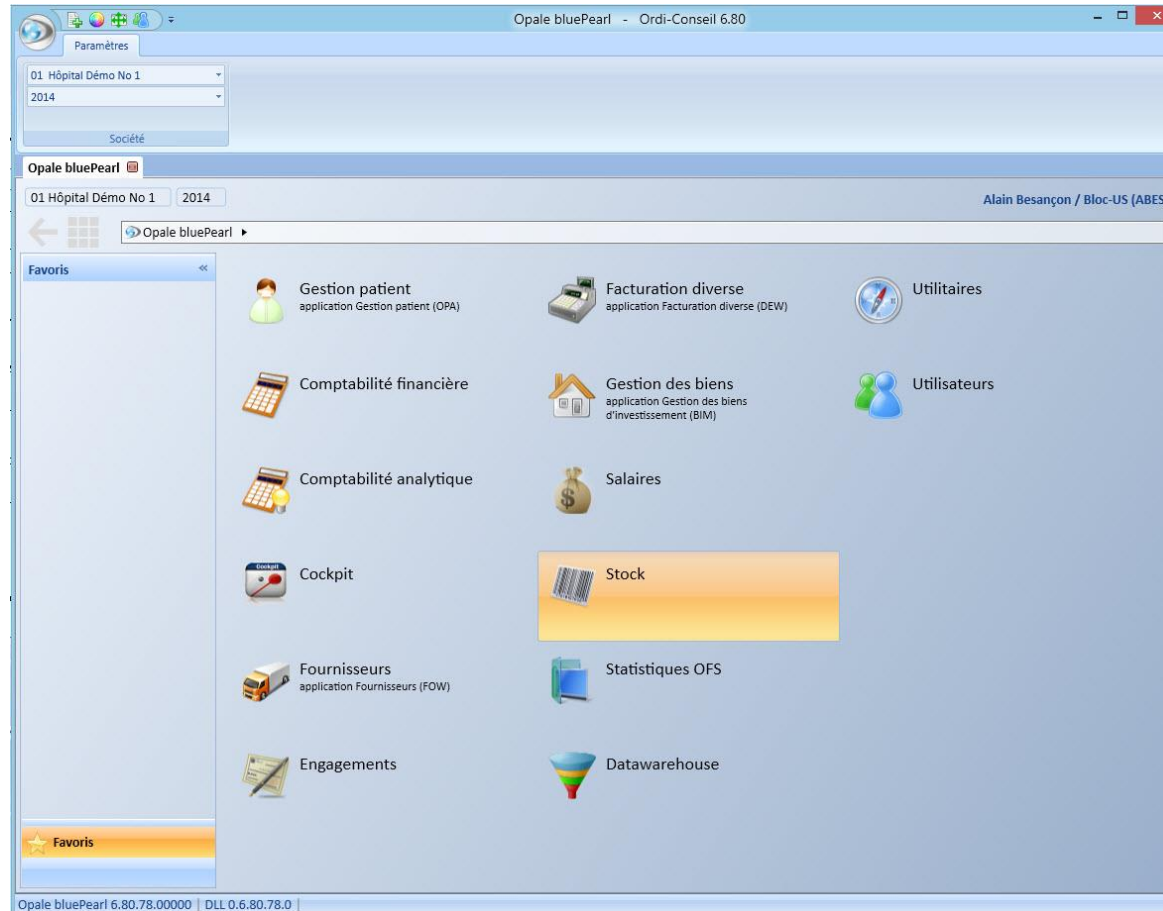 Opale bluePearl - Ordi-Conseil 6.80
Paramètres
01 Hôpital Démo No 1
2014
Société
Opale bluePearl
01 Hôpital Démo No 1 2014
Alain Besançon / Bloc-US (ABES
Opale bluePearl
Favoris
Gestion patient
application Gestion patient (OPA)
Facturation diverse
application Facturation diverse (DEW)
Utilitaires
Comptabilité financière
Gestion des biens
application Gestion des biens
d'investissement (BIM)
Utilisateurs
Comptabilité analytique
Salaires
Cockpit
Cockpit
Stock
Fournisseurs
application Fournisseurs (FOW)
Statistiques OFS
Engagements
Datawarehouse
Favoris
Opale bluePearl 6.80.78.00000 | DLL 0.6.80.78.0 |